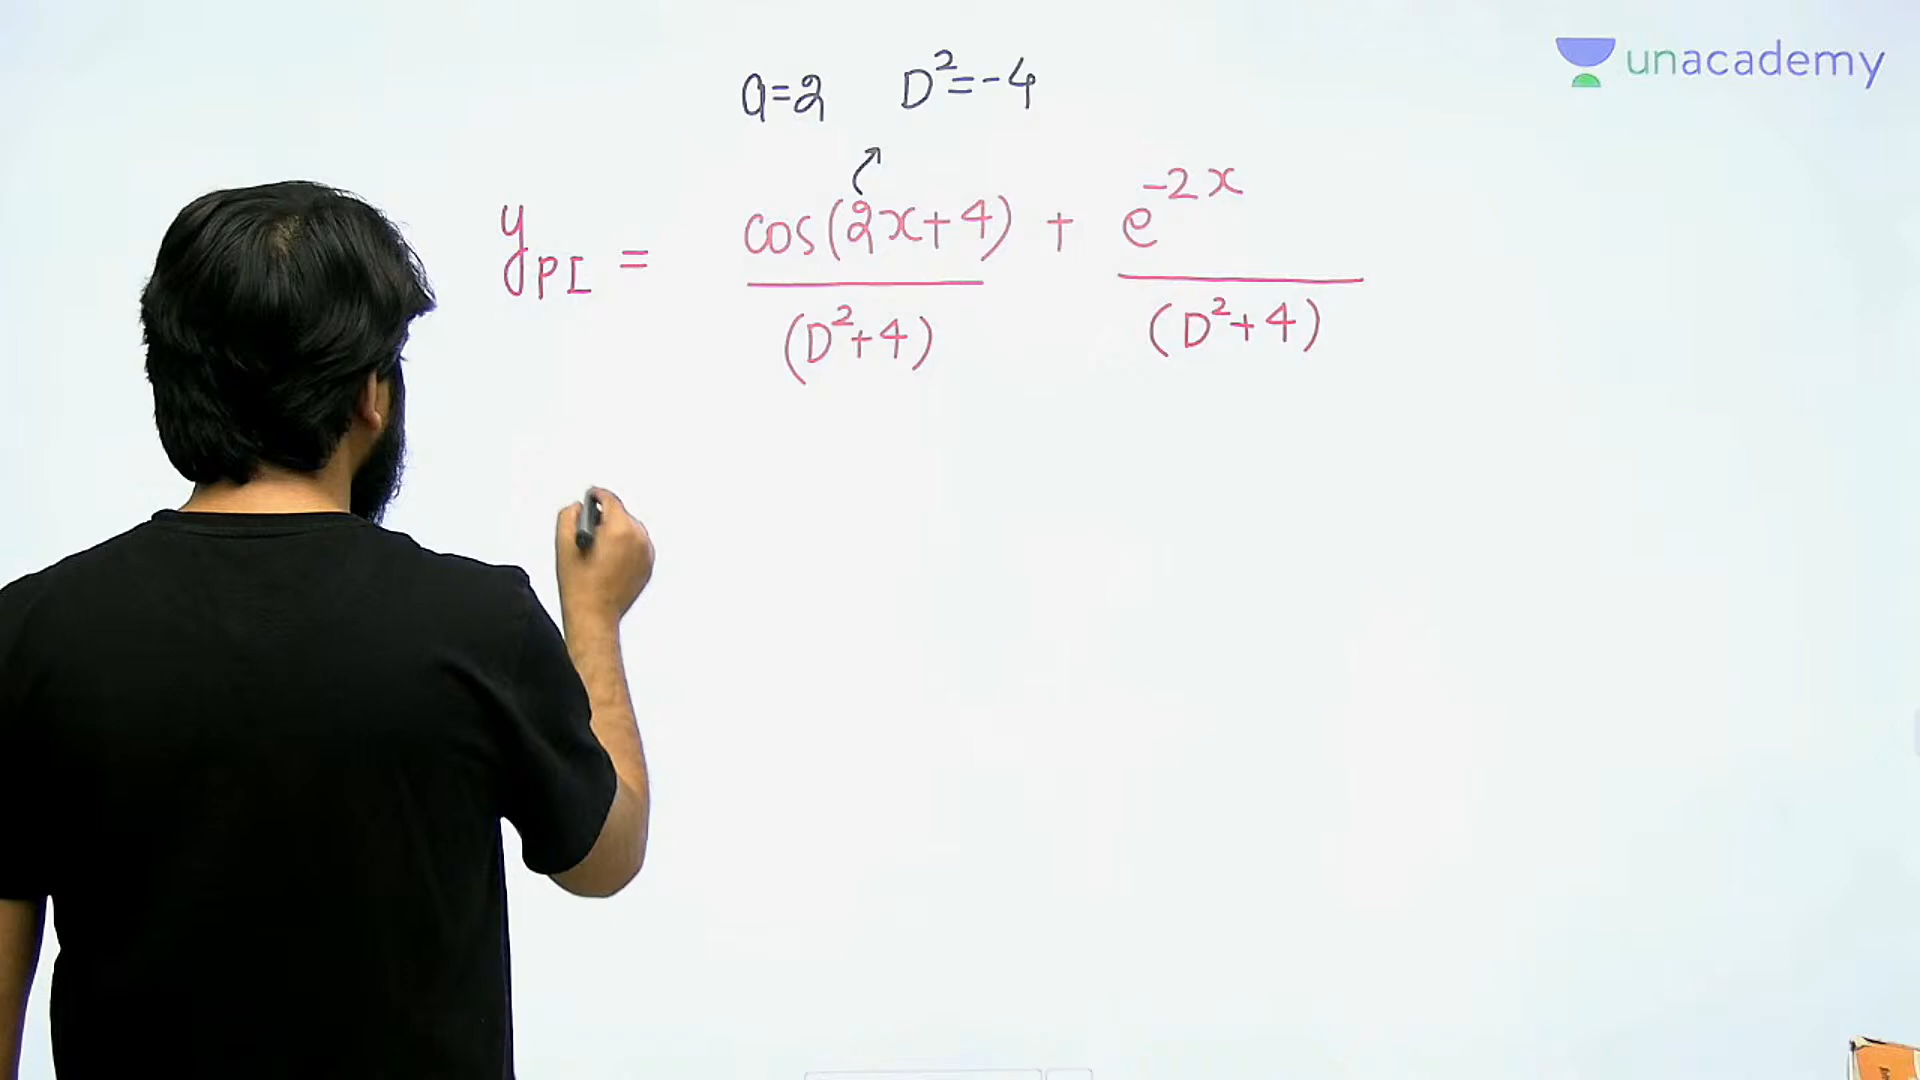 unacademy
a=2 D²=-4
y_PI = cos(2x+4)/(D²+4) + e^(-2x)/(D²+4)